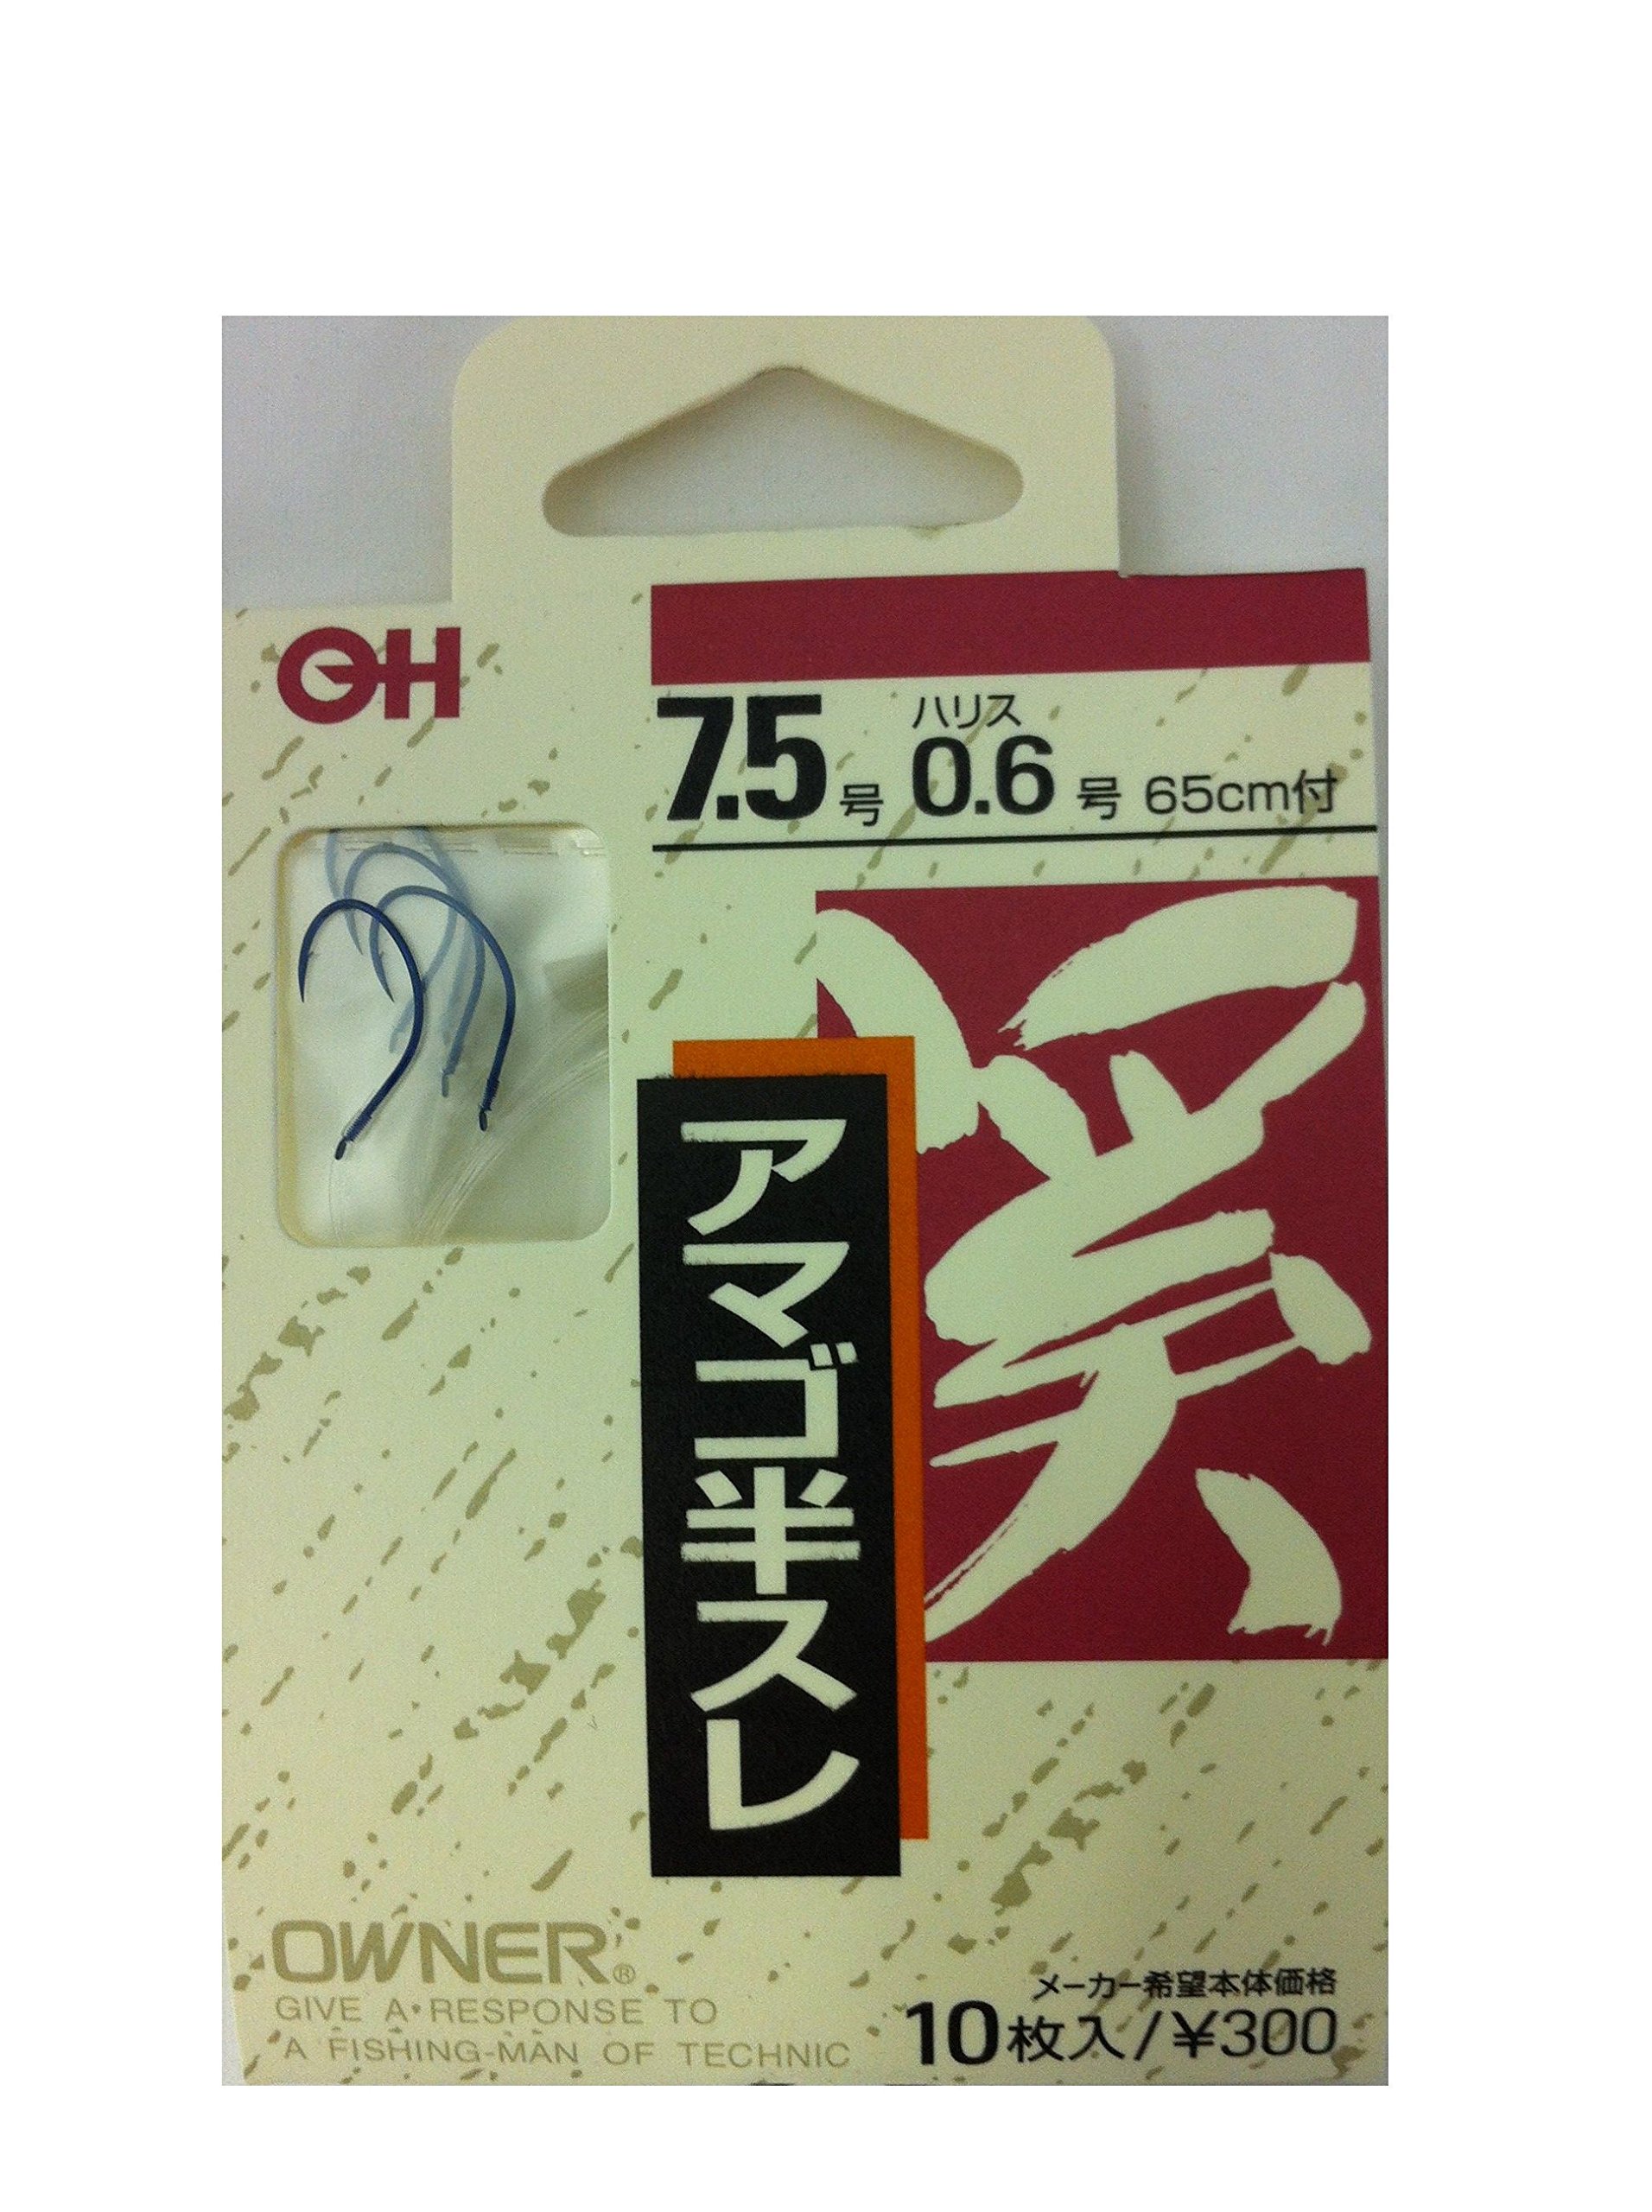 OH
7.5号 ハリス 0.6号 65cm付
渓
アマゴ半スレ
OWNER®
GIVE A RESPONSE TO
A FISHING-MAN OF TECHNIC
メーカー希望本体価格
10枚入/¥300